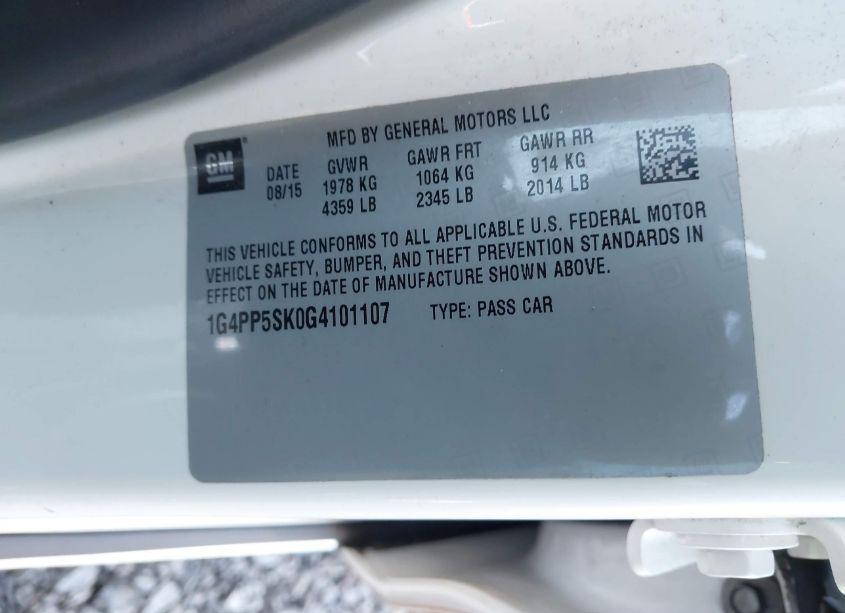 MFD BY GENERAL MOTORS LLC
GM ®
DATE GVWR GAWR FRT GAWR RR
08/15 1978 KG 1064 KG 914 KG
4359 LB 2345 LB 2014 LB
THIS VEHICLE CONFORMS TO ALL APPLICABLE U.S. FEDERAL MOTOR
VEHICLE SAFETY, BUMPER, AND THEFT PREVENTION STANDARDS IN
EFFECT ON THE DATE OF MANUFACTURE SHOWN ABOVE.
1G4PP5SK0G4101107 TYPE: PASS CAR